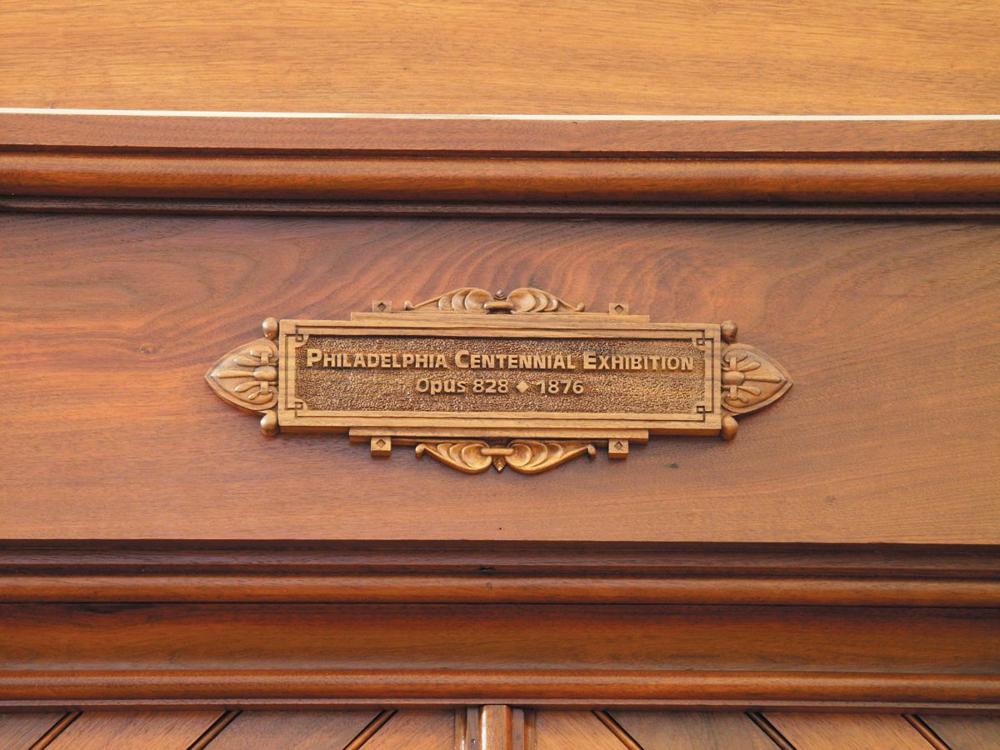 PHILADELPHIA CENTENNIAL EXHIBITION
Opus 828 ◆ 1876